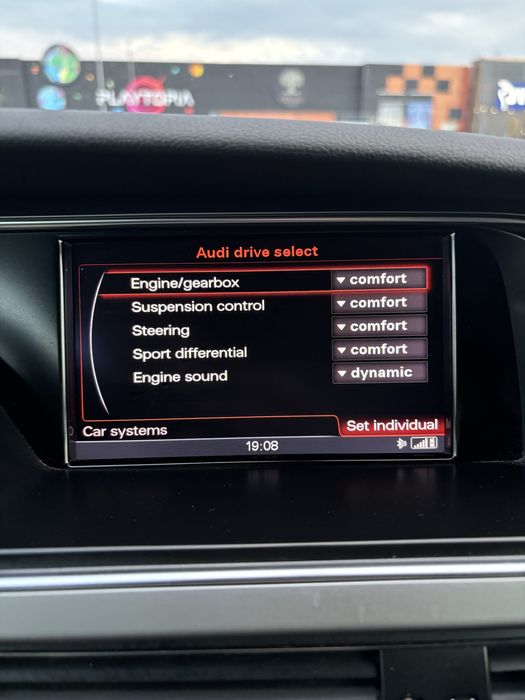 PLAYTOPIA
Audi drive select
Engine/gearbox comfort
Suspension control comfort
Steering comfort
Sport differential comfort
Engine sound dynamic
Car systems Set individual
19:08